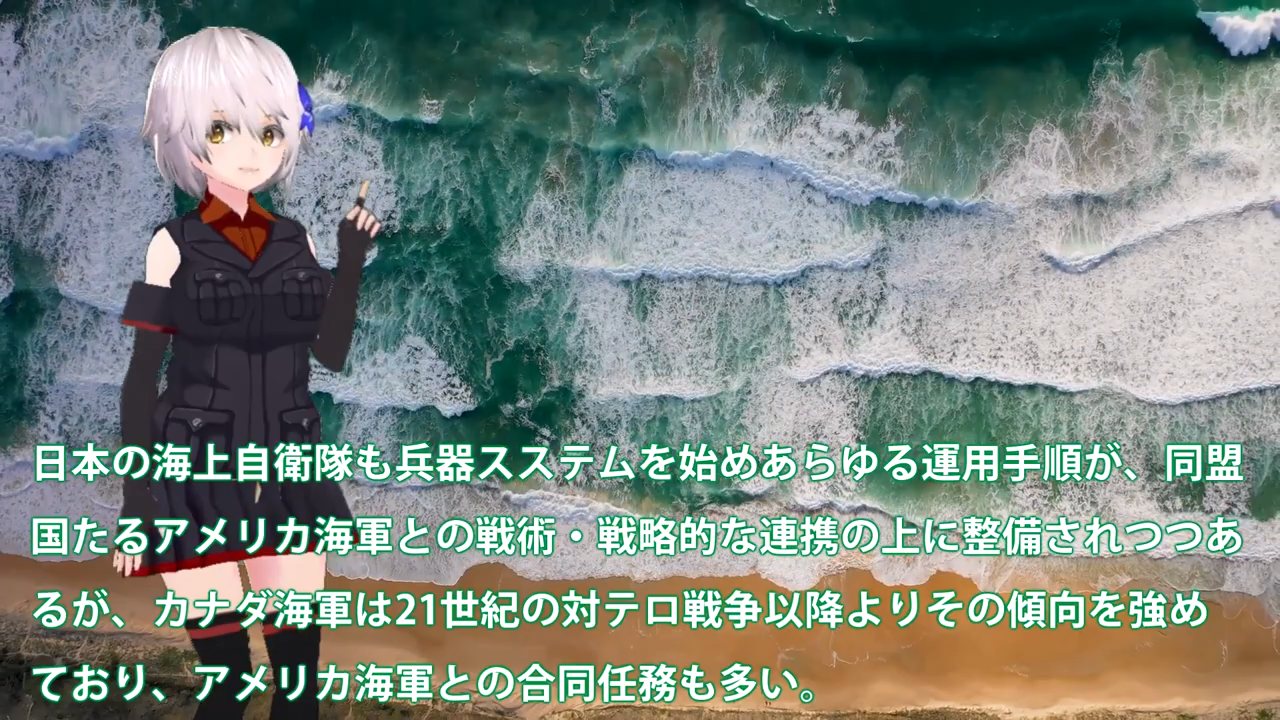 日本の海上自衛隊も兵器スステムを始めあらゆる運用手順が、同盟
国たるアメリカ海軍との戦術・戦略的な連携の上に整備されつつあ
るが、カナダ海軍は21世紀の対テロ戦争以降よりその傾向を強め
ており、アメリカ海軍との合同任務も多い。